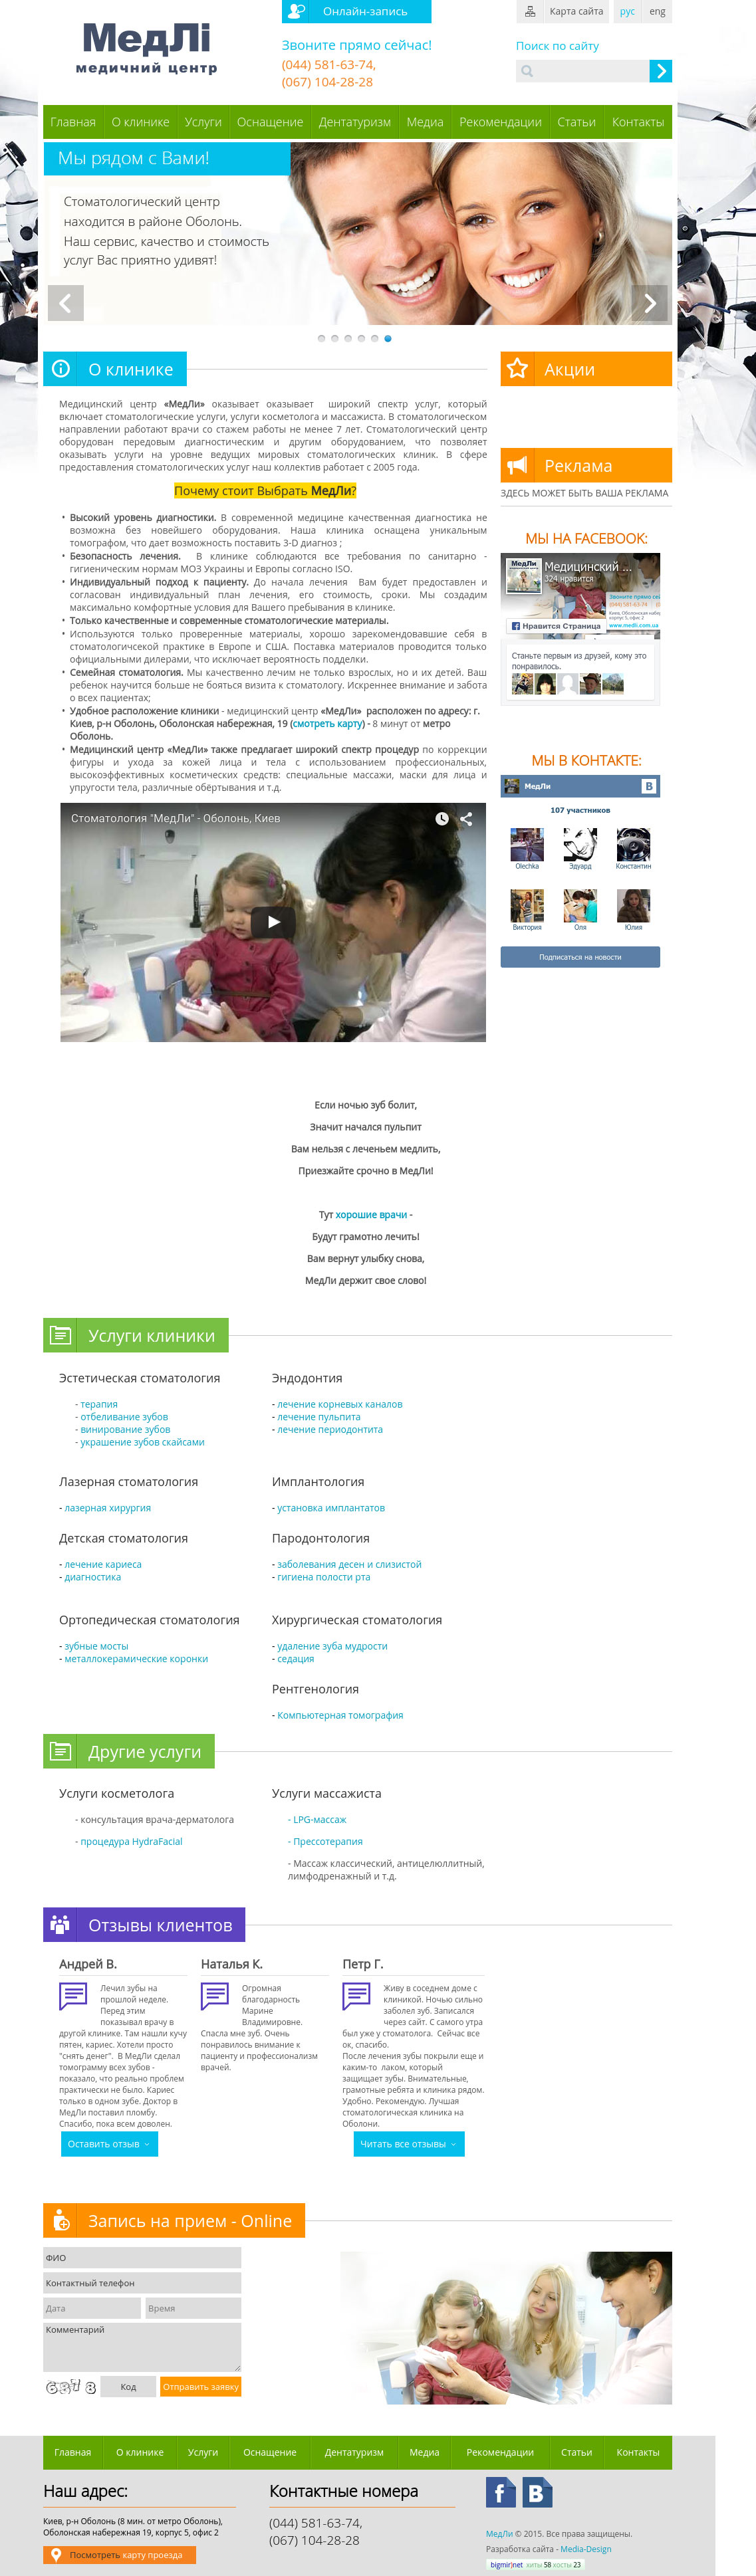 МедЛі
медичний центр
Онлайн-запись
Звоните прямо сейчас!
(044) 581-63-74,
(067) 104-28-28
Карта сайта
рус
eng
Поиск по сайту
Главная О клинике Услуги Оснащение Дентатуризм Медиа Рекомендации Статьи Контакты
Мы рядом с Вами!
Стоматологический центр
находится в районе Оболонь.
Наш сервис, качество и стоимость
услуг Вас приятно удивят!
О клинике
Медицинский центр «МедЛи» оказывает оказывает широкий спектр услуг, который
включает стоматологические услуги, услуги косметолога и массажиста. В стоматологическом
направлении работают врачи со стажем работы не менее 7 лет. Стоматологический центр
оборудован передовым диагностическим и другим оборудованием, что позволяет
оказывать услуги на уровне ведущих мировых стоматологических клиник. В сфере
предоставления стоматологических услуг наш коллектив работает с 2005 года.
Почему стоит Выбрать МедЛи?
• Высокий уровень диагностики. В современной медицине качественная диагностика не
возможна без новейшего оборудования. Наша клиника оснащена уникальным
томографом, что дает возможность поставить 3-D диагноз ;
• Безопасность лечения. В клинике соблюдаются все требования по санитарно -
гигиеническим нормам МОЗ Украины и Европы согласно ISO.
• Индивидуальный подход к пациенту. До начала лечения Вам будет предоставлен и
согласован индивидуальный план лечения, его стоимость, сроки. Мы создадим
максимально комфортные условия для Вашего пребывания в клинике.
• Только качественные и современные стоматологические материалы.
• Используются только проверенные материалы, хорошо зарекомендовавшие себя в
стоматологичсекой практике в Европе и США. Поставка материалов проводится только
официальными дилерами, что исключает вероятность подделки.
• Семейная стоматология. Мы качественно лечим не только взрослых, но и их детей. Ваш
ребенок научится больше не бояться визита к стоматологу. Искреннее внимание и забота
о всех пациентах;
• Удобное расположение клиники - медицинский центр «МедЛи» расположен по адресу: г.
Киев, р-н Оболонь, Оболонская набережная, 19 (смотреть карту) - 8 минут от метро
Оболонь.
• Медицинский центр «МедЛи» также предлагает широкий спектр процедур по коррекции
фигуры и ухода за кожей лица и тела с использованием профессиональных,
высокоэффективных косметических средств: специальные массажи, маски для лица и
упругости тела, различные обёртывания и т.д.
Стоматология "МедЛи" - Оболонь, Киев
Акции
Реклама
ЗДЕСЬ МОЖЕТ БЫТЬ ВАША РЕКЛАМА
МЫ НА FACEBOOK:
МедЛи
Медицинский ...
324 нравится
Нравится Страница
www.medli.com.ua
Станьте первым из друзей, кому это
понравилось.
МЫ В КОНТАКТЕ:
МедЛи
107 участников
Olechka Эдуард Константин
Виктория Оля Юлия
Подписаться на новости
Если ночью зуб болит,
Значит начался пульпит
Вам нельзя с леченьем медлить,
Приезжайте срочно в МедЛи!
Тут хорошие врачи -
Будут грамотно лечить!
Вам вернут улыбку снова,
МедЛи держит свое слово!
Услуги клиники
Эстетическая стоматология
- терапия
- отбеливание зубов
- винирование зубов
- украшение зубов скайсами
Эндодонтия
- лечение корневых каналов
- лечение пульпита
- лечение периодонтита
Лазерная стоматология
- лазерная хирургия
Имплантология
- установка имплантатов
Детская стоматология
- лечение кариеса
- диагностика
Пародонтология
- заболевания десен и слизистой
- гигиена полости рта
Ортопедическая стоматология
- зубные мосты
- металлокерамические коронки
Хирургическая стоматология
- удаление зуба мудрости
- седация
Рентгенология
- Компьютерная томография
Другие услуги
Услуги косметолога
- консультация врача-дерматолога
- процедура HydraFacial
Услуги массажиста
- LPG-массаж
- Прессотерапия
- Массаж классический, антицелюллитный,
лимфодренажный и т.д.
Отзывы клиентов
Андрей В.
Лечил зубы на
прошлой неделе.
Перед этим
показывал врачу в
другой клинике. Там нашли кучу
пятен, кариес. Хотели просто
"снять денег". В МедЛи сделал
томограмму всех зубов -
показало, что реально проблем
практически не было. Кариес
только в одном зубе. Доктор в
МедЛи поставил пломбу.
Спасибо, пока всем доволен.
Наталья К.
Огромная
благодарность
Марине
Владимировне.
Спасла мне зуб. Очень
понравилось внимание к
пациенту и профессионализм
врачей.
Петр Г.
Живу в соседнем доме с
клиникой. Ночью сильно
заболел зуб. Записался
через сайт. С самого утра
был уже у стоматолога. Сейчас все
ок, спасибо.
После лечения зубы покрыли еще и
каким-то лаком, который
защищает зубы. Внимательные,
грамотные ребята и клиника рядом.
Удобно. Рекомендую. Лучшая
стоматологическая клиника на
Оболони.
Оставить отзыв
Читать все отзывы
Запись на прием - Online
ФИО
Контактный телефон
Дата
Время
Комментарий
Код
Отправить заявку
Главная О клинике Услуги Оснащение Дентатуризм Медиа Рекомендации Статьи Контакты
Наш адрес:
Киев, р-н Оболонь (8 мин. от метро Оболонь),
Оболонская набережная 19, корпус 5, офис 2
Посмотреть карту проезда
Контактные номера
(044) 581-63-74,
(067) 104-28-28
МедЛи © 2015. Все права защищены.
Разработка сайта - Media-Design
bigmir)net хиты 58 хосты 23